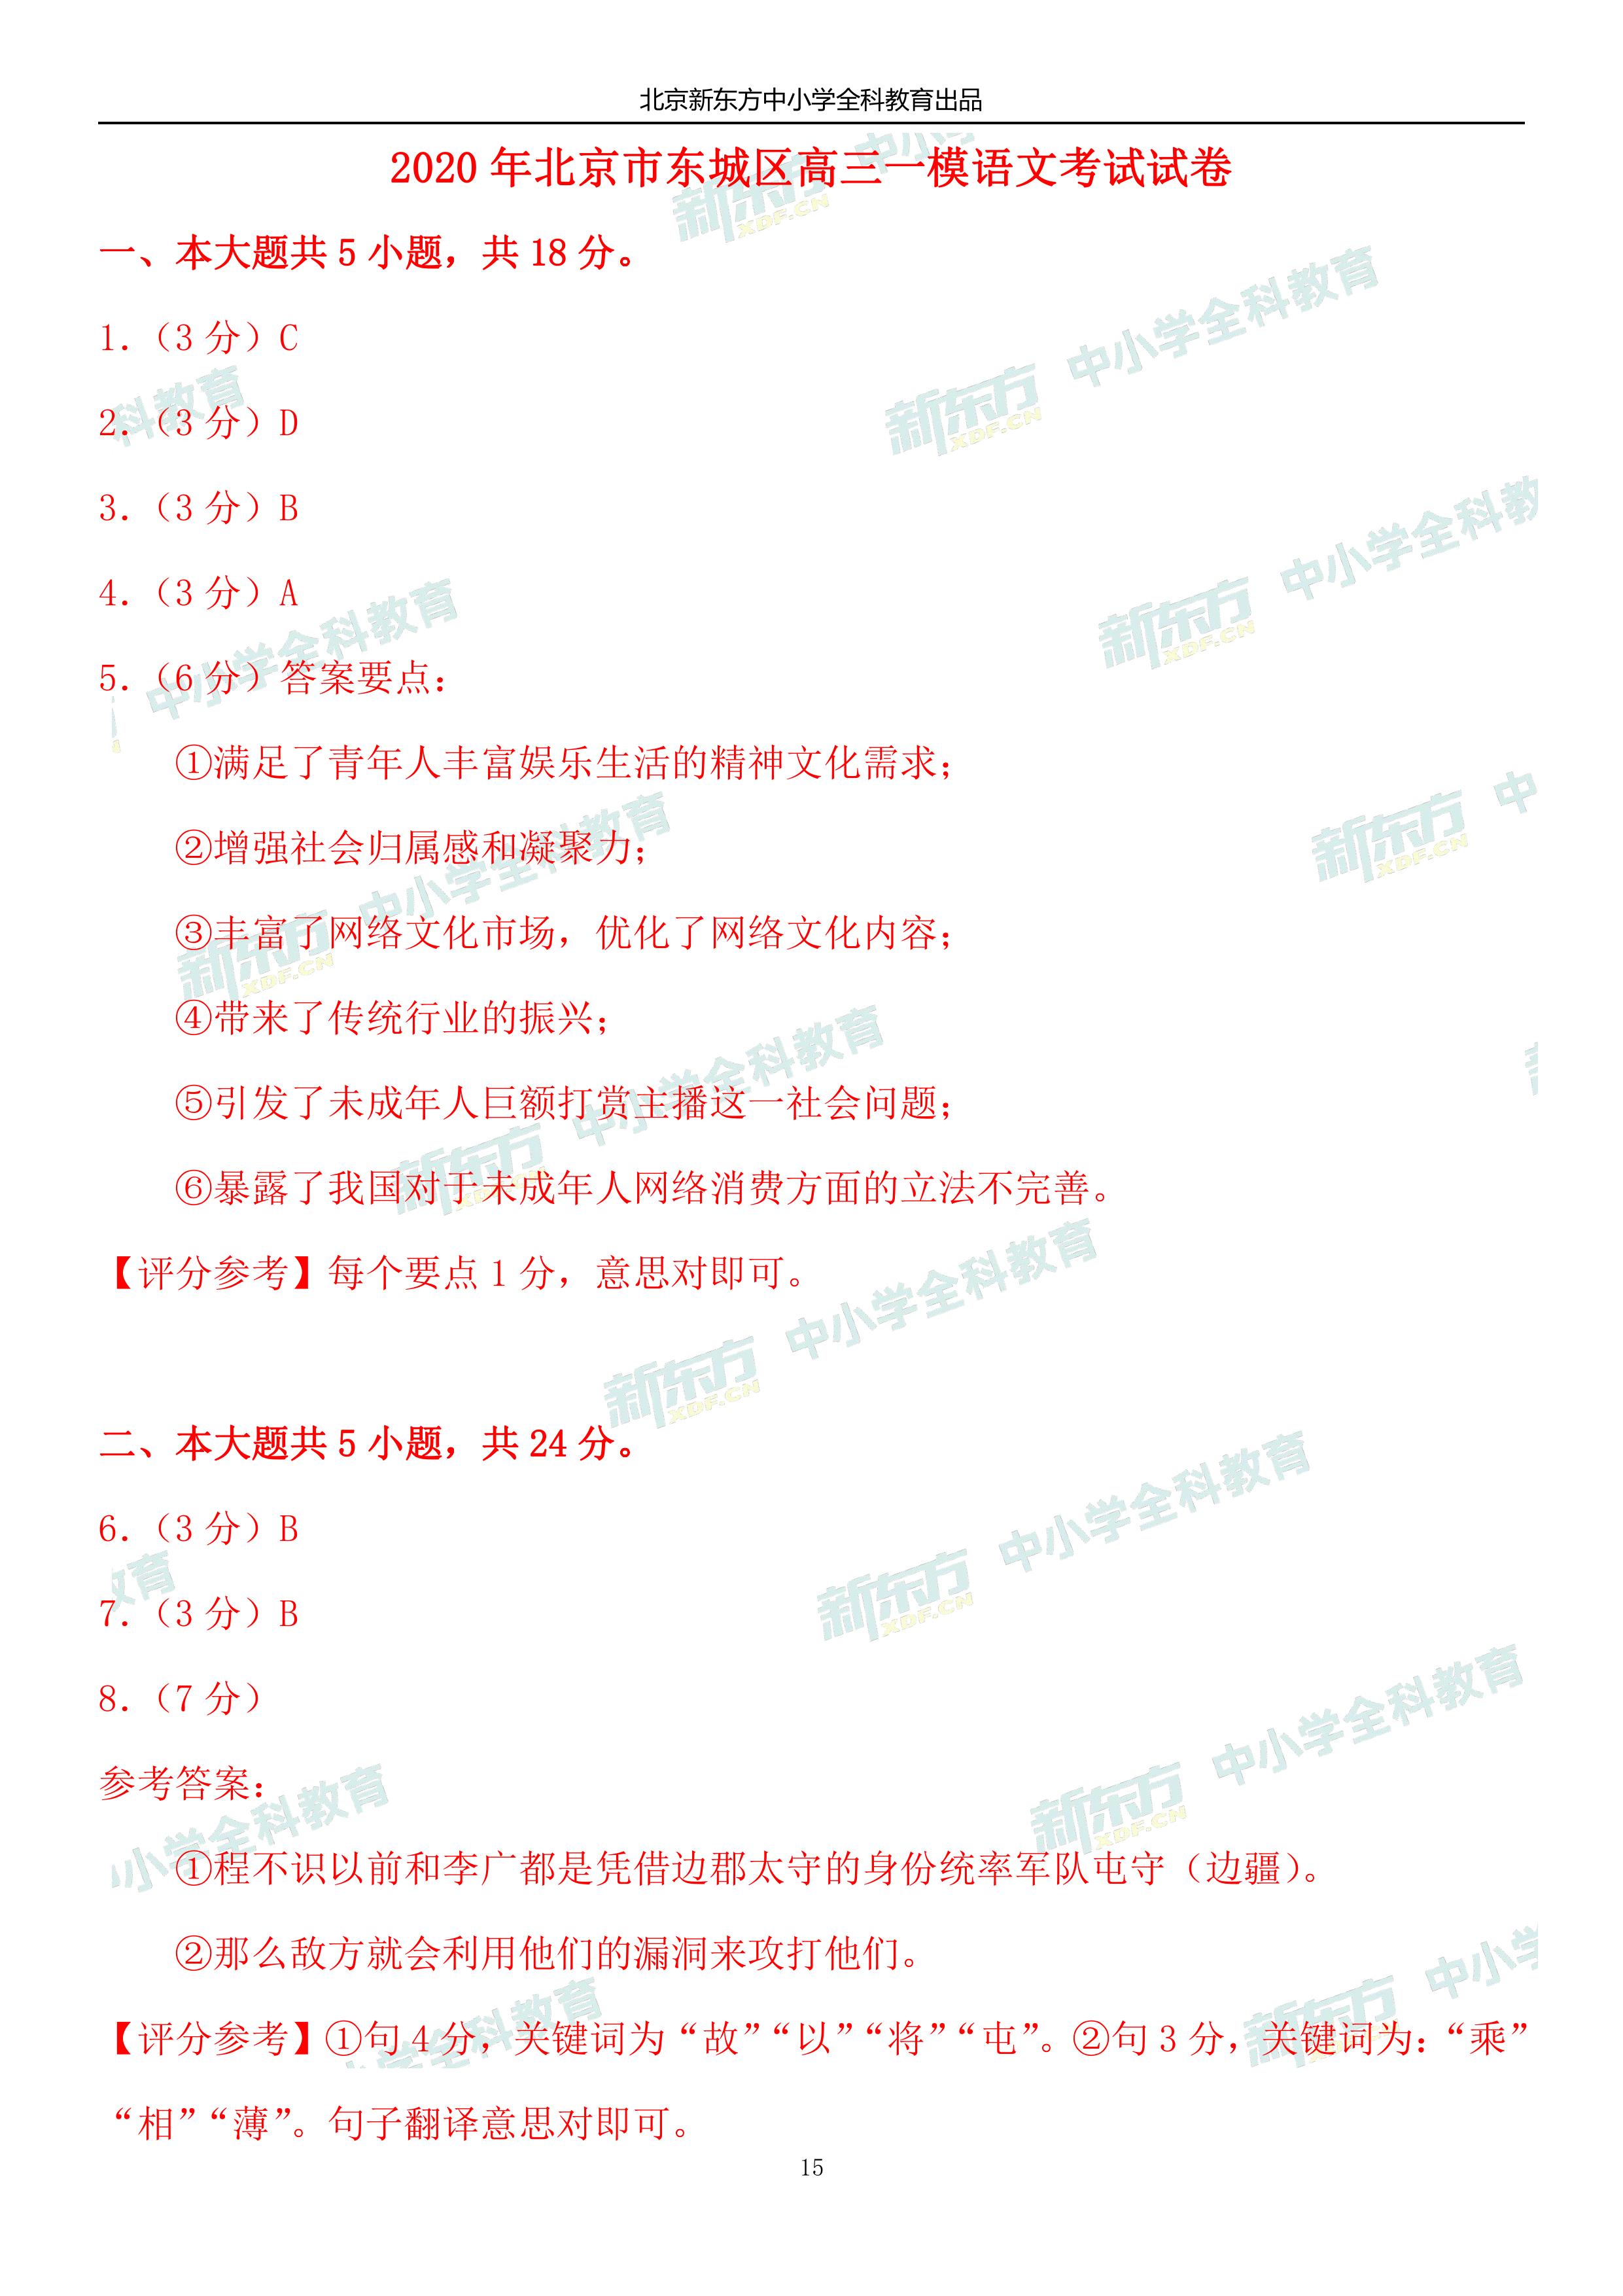 北京新东方中小学全科教育出品
2020 年北京市东城区高三一模语文考试试卷
一、本大题共 5 小题，共 18 分。
1.（3 分）C
2.（3 分）D
3.（3 分）B
4.（3 分）A
5.（6 分）答案要点：
①满足了青年人丰富娱乐生活的精神文化需求；
②增强社会归属感和凝聚力；
③丰富了网络文化市场，优化了网络文化内容；
④带来了传统行业的振兴；
⑤引发了未成年人巨额打赏主播这一社会问题；
⑥暴露了我国对于未成年人网络消费方面的立法不完善。
【评分参考】每个要点 1 分，意思对即可。
二、本大题共 5 小题，共 24 分。
6.（3 分）B
7.（3 分）B
8.（7 分）
参考答案：
①程不识以前和李广都是凭借边郡太守的身份统率军队屯守（边疆）。
②那么敌方就会利用他们的漏洞来攻打他们。
【评分参考】①句 4 分，关键词为“故”“以”“将”“屯”。②句 3 分，关键词为：“乘”
“相”“薄”。句子翻译意思对即可。
15
新东方 XDF.CN 中小学全科教育